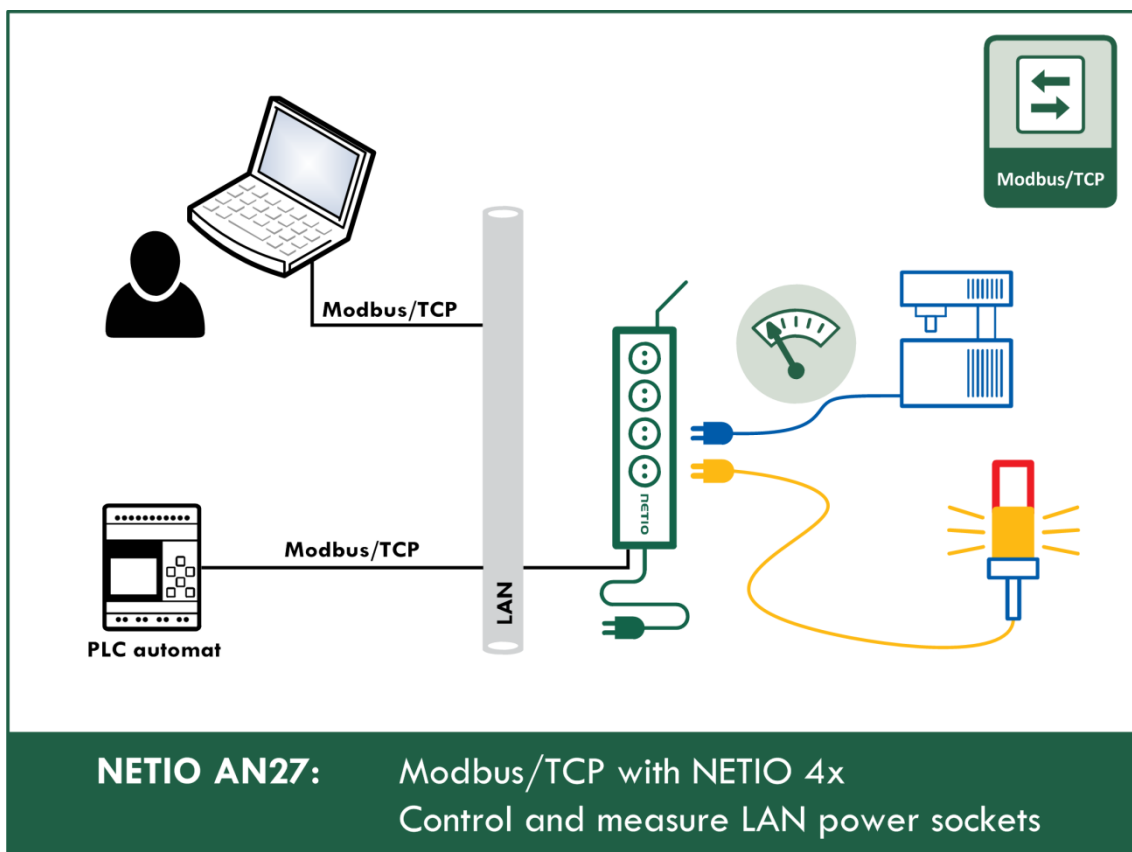 Modbus/TCP
Modbus/TCP
NETIO
Modbus/TCP
LAN
PLC automat
NETIO AN27: Modbus/TCP with NETIO 4x
Control and measure LAN power sockets